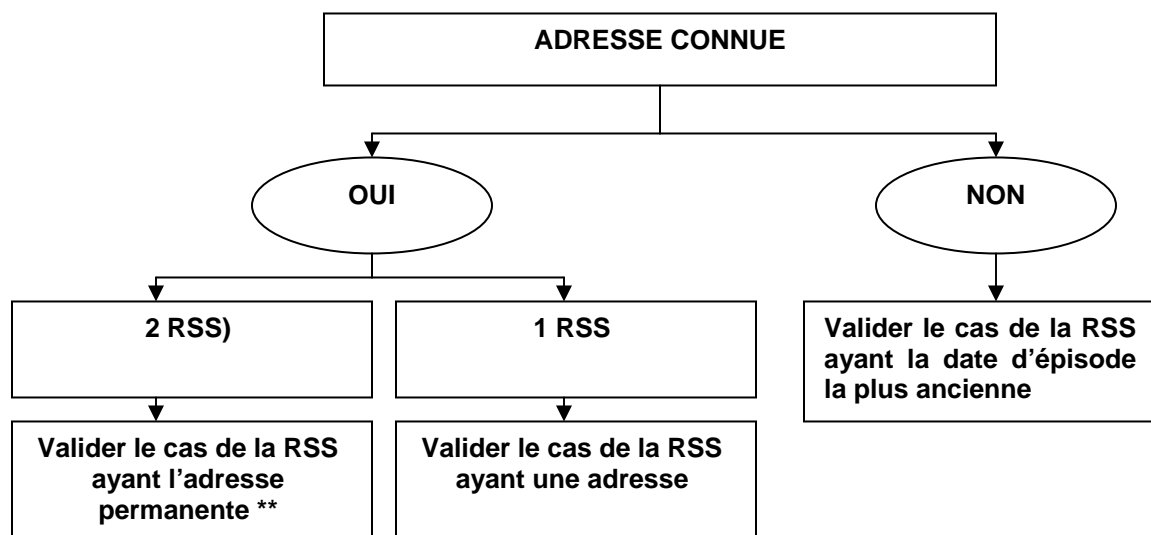 ADRESSE CONNUE
OUI
NON
2 RSS)
1 RSS
Valider le cas de la RSS
ayant la date d’épisode
la plus ancienne
Valider le cas de la RSS
ayant l’adresse
permanente **
Valider le cas de la RSS
ayant une adresse